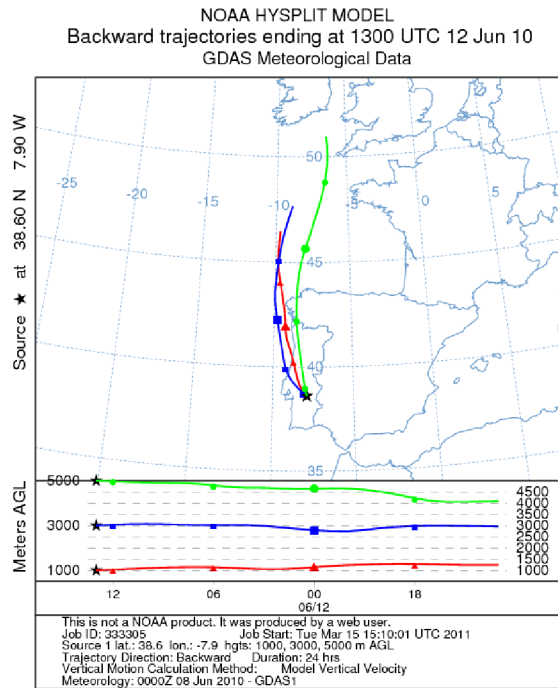 NOAA HYSPLIT MODEL
Backward trajectories ending at 1300 UTC 12 Jun 10
GDAS Meteorological Data
Source ★ at 38.60 N 7.90 W
-25
-20
-15
-10
-5
0
5
50
45
40
35
Meters AGL
5000
3000
1000
4500
4000
3500
3000
2500
2000
1500
1000
12
06
00
18
06/12
This is not a NOAA product. It was produced by a web user.
Job ID: 333305 Job Start: Tue Mar 15 15:10:01 UTC 2011
Source 1 lat.: 38.6 lon.: -7.9 hgts: 1000, 3000, 5000 m AGL
Trajectory Direction: Backward Duration: 24 hrs
Vertical Motion Calculation Method: Model Vertical Velocity
Meteorology: 0000Z 08 Jun 2010 - GDAS1